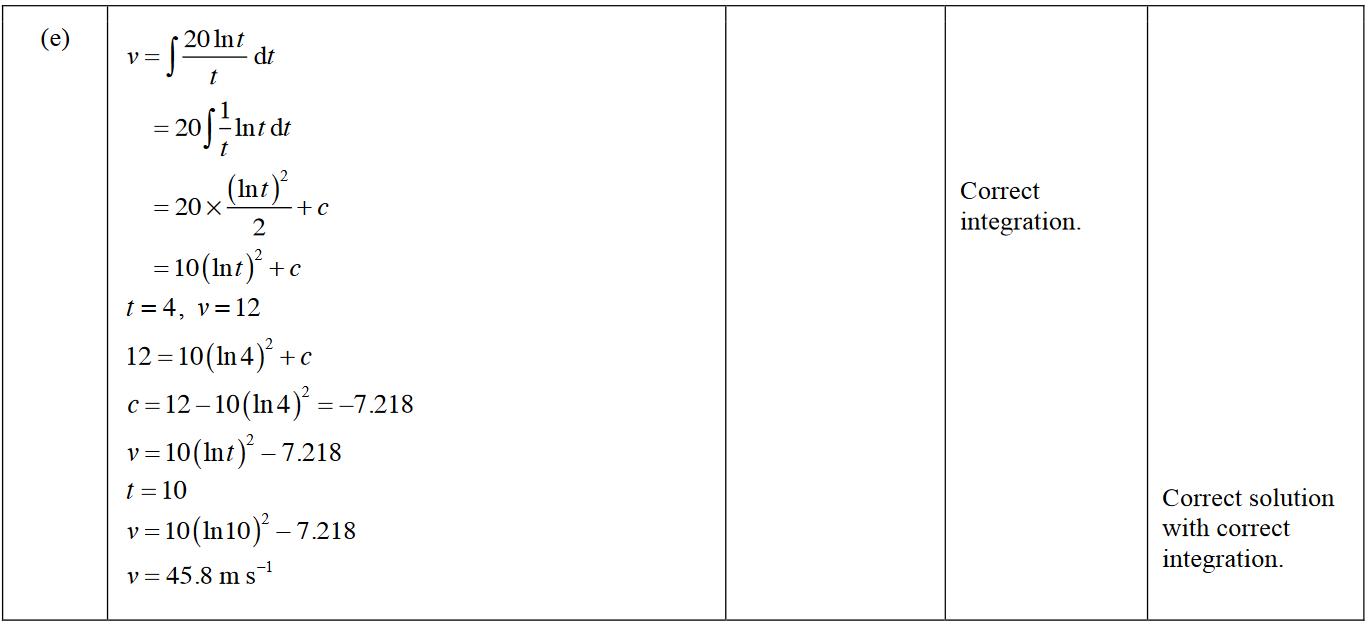 (e)
v = ∫ 20 ln t / t dt
= 20 ∫ 1/t ln t dt
= 20 × (ln t)² / 2 + c
= 10(ln t)² + c
t = 4, v = 12
12 = 10(ln 4)² + c
c = 12 – 10(ln 4)² = –7.218
v = 10(ln t)² – 7.218
t = 10
v = 10(ln 10)² – 7.218
v = 45.8 m s⁻¹
Correct
integration.
Correct solution
with correct
integration.